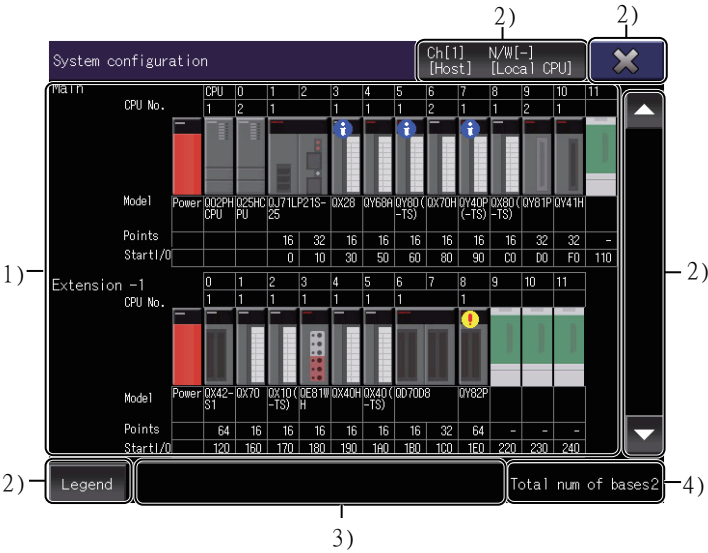 2)
2)
System configuration
Ch[1] N/W[-]
[Host] [Local CPU]
Main
CPU 0 1 2 3 4 5 6 7 8 9 10 11
CPU No.
1 2 1 1 1 1 2 1 1 2 1
Model Power Q02PH Q25HC QJ71LP21S- QX28 QY68A QY80( QX70H QY40P QX80( QY81P QY41H
CPU PU 25 -TS) (-TS) -TS)
Points 16 32 16 16 16 16 16 16 32 32 -
StartI/O 0 10 30 50 60 80 90 C0 D0 F0 110
1)
2)
Extension -1
0 1 2 3 4 5 6 7 8 9 10 11
CPU No.
1 1 1 1 1 1 1 1
Model Power QX42- QX70 QX10( QE81W QX40H QX40( QD70D8 QY82P
S1 -TS) H -TS)
Points 64 16 16 16 16 16 16 32 64 - - -
StartI/O 120 160 170 180 190 1A0 1B0 1C0 1E0 220 230 240
2)
Legend
Total num of bases2
4)
3)